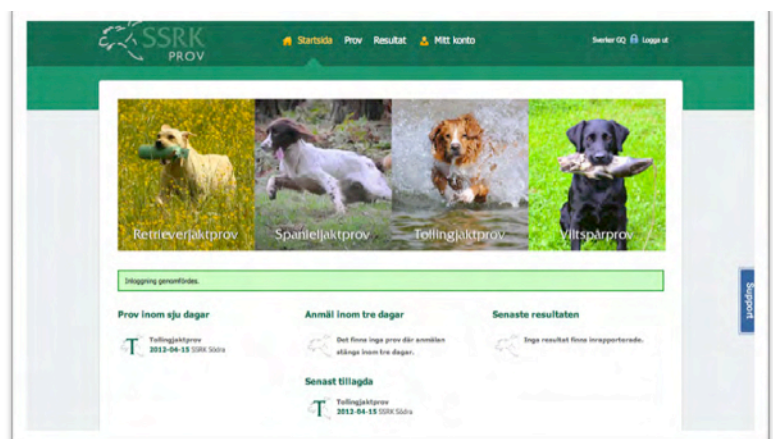 SSRK
PROV
Startsida Prov Resultat Mitt konto
Sverker GQ Logga ut
Retrieverjaktprov
Spanieljaktprov
Tollingjaktprov
Viltspårprov
Inloggning genomfördes.
Prov inom sju dagar
Tollingjaktprov
2012-04-15 SSRK Södra
Anmäl inom tre dagar
Det finns inga prov där anmälan
stängs inom tre dagar.
Senast tillagda
Tollingjaktprov
2012-04-15 SSRK Södra
Senaste resultaten
Inga resultat finns inrapporterade.
Support